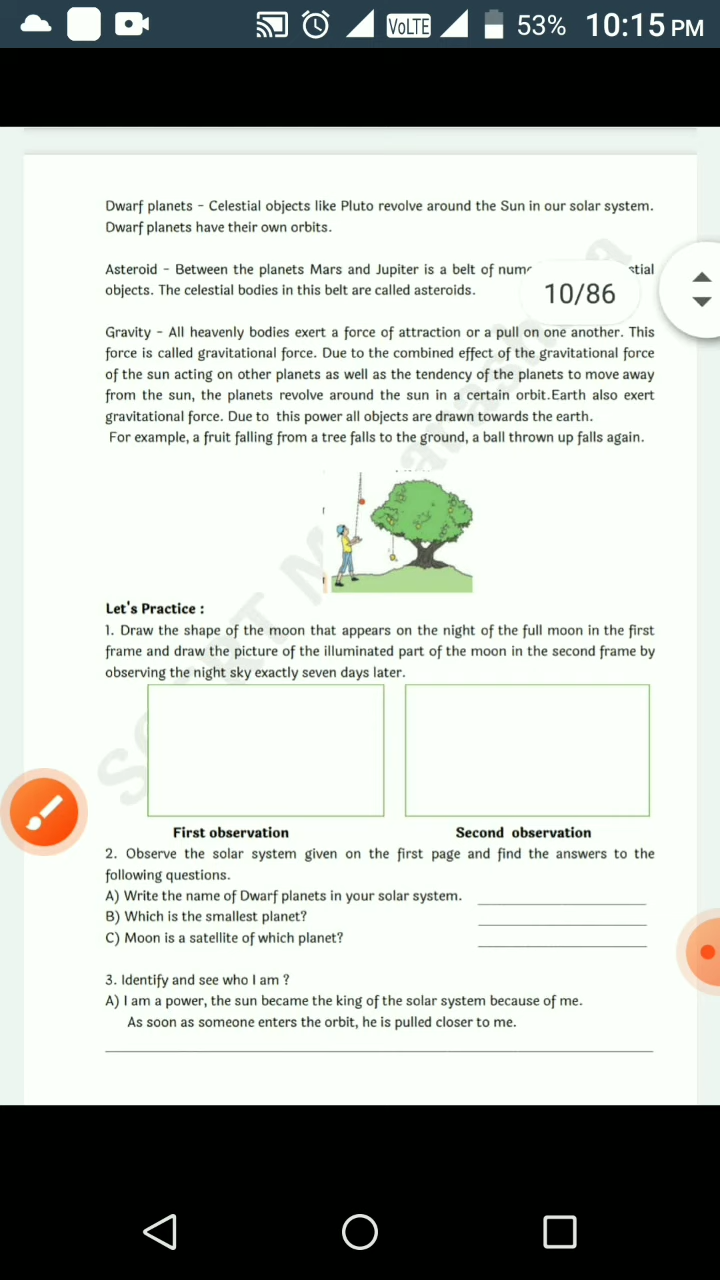 VoLTE 53% 10:15 PM
Dwarf planets - Celestial objects like Pluto revolve around the Sun in our solar system.
Dwarf planets have their own orbits.
Asteroid - Between the planets Mars and Jupiter is a belt of
objects. The celestial bodies in this belt are called asteroids.
10/86
Gravity - All heavenly bodies exert a force of attraction or a pull on one another. This
force is called gravitational force. Due to the combined effect of the gravitational force
of the sun acting on other planets as well as the tendency of the planets to move away
from the sun, the planets revolve around the sun in a certain orbit.Earth also exert
gravitational force. Due to this power all objects are drawn towards the earth.
For example, a fruit falling from a tree falls to the ground, a ball thrown up falls again.
Let's Practice :
1. Draw the shape of the moon that appears on the night of the full moon in the first
frame and draw the picture of the illuminated part of the moon in the second frame by
observing the night sky exactly seven days later.
First observation
Second observation
2. Observe the solar system given on the first page and find the answers to the
following questions.
A) Write the name of Dwarf planets in your solar system.
B) Which is the smallest planet?
C) Moon is a satellite of which planet?
3. Identify and see who I am ?
A) I am a power, the sun became the king of the solar system because of me.
As soon as someone enters the orbit, he is pulled closer to me.